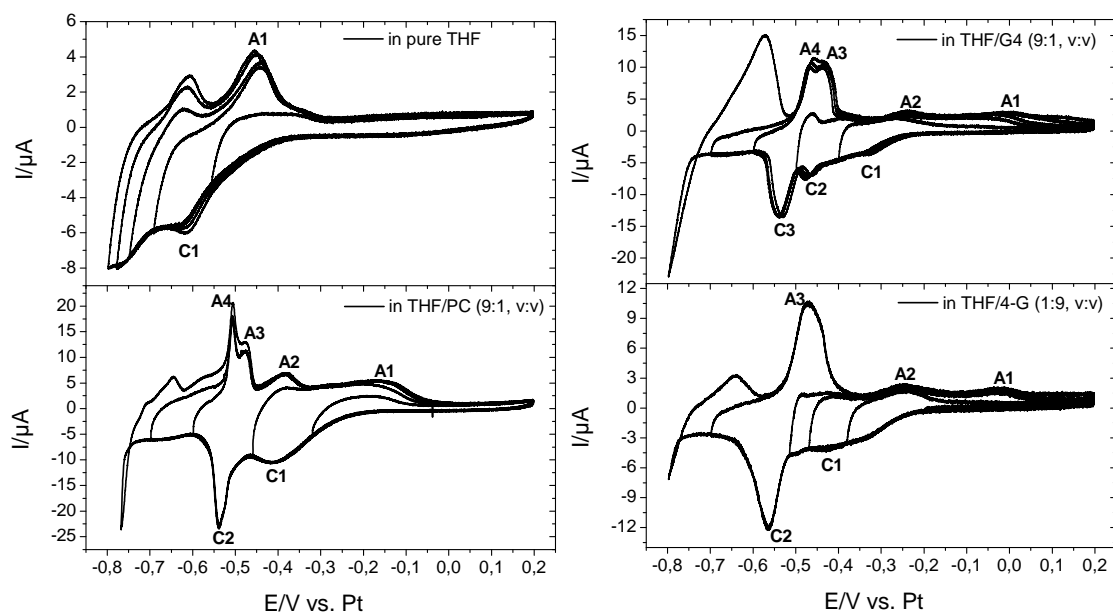 A1
in pure THF
6
4
2
0
-2
-4
-6
-8
I/µA
C1
A4
in THF/PC (9:1, v:v)
A3
A2
A1
20
15
10
5
0
-5
-10
-15
-20
-25
I/µA
C1
C2
-0,8 -0,7 -0,6 -0,5 -0,4 -0,3 -0,2 -0,1 0,0 0,1 0,2
E/V vs. Pt
A4 A3
in THF/G4 (9:1, v:v)
A2
A1
15
10
5
0
-5
-10
-15
-20
I/µA
C1
C2
C3
A3
in THF/4-G (1:9, v:v)
A2
A1
12
9
6
3
0
-3
-6
-9
-12
I/µA
C1
C2
-0,8 -0,7 -0,6 -0,5 -0,4 -0,3 -0,2 -0,1 0,0 0,1 0,2
E/V vs. Pt